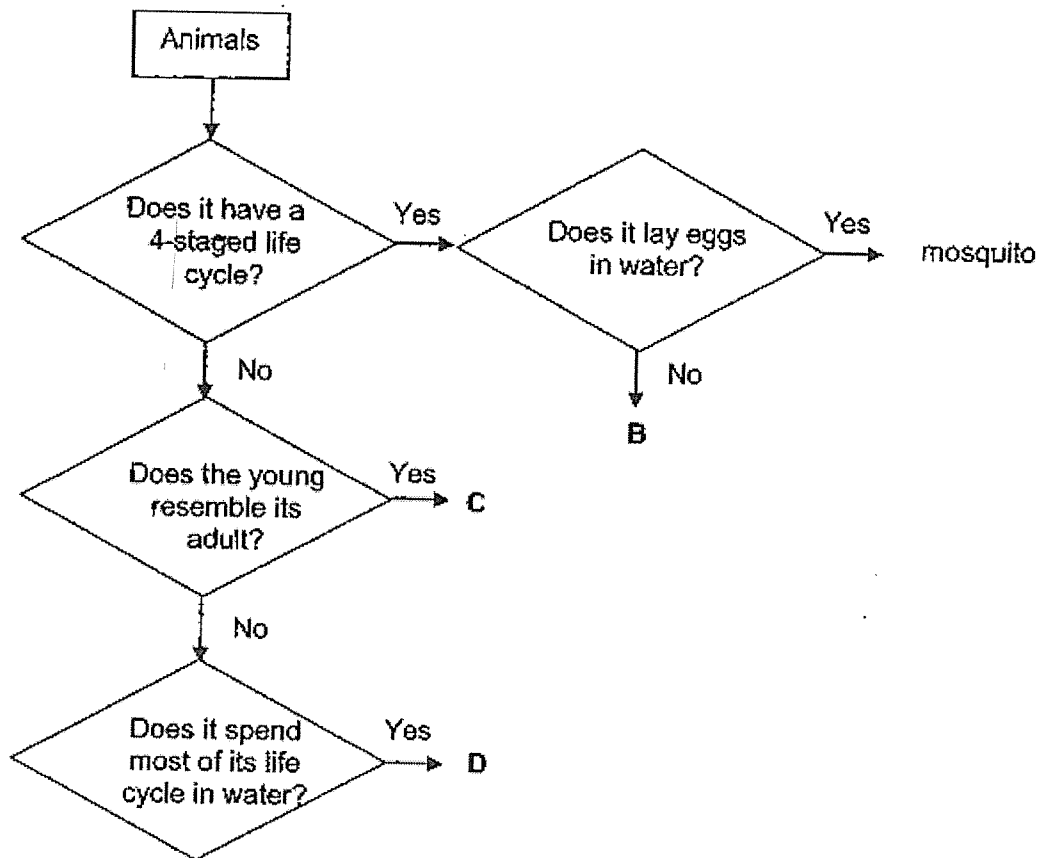 Animals
Does it have a
4-staged life
cycle?
Yes
Does it lay eggs
in water?
Yes
mosquito
No
B
No
Does the young
resemble its
adult?
Yes
C
No
Does it spend
most of its life
cycle in water?
Yes
D